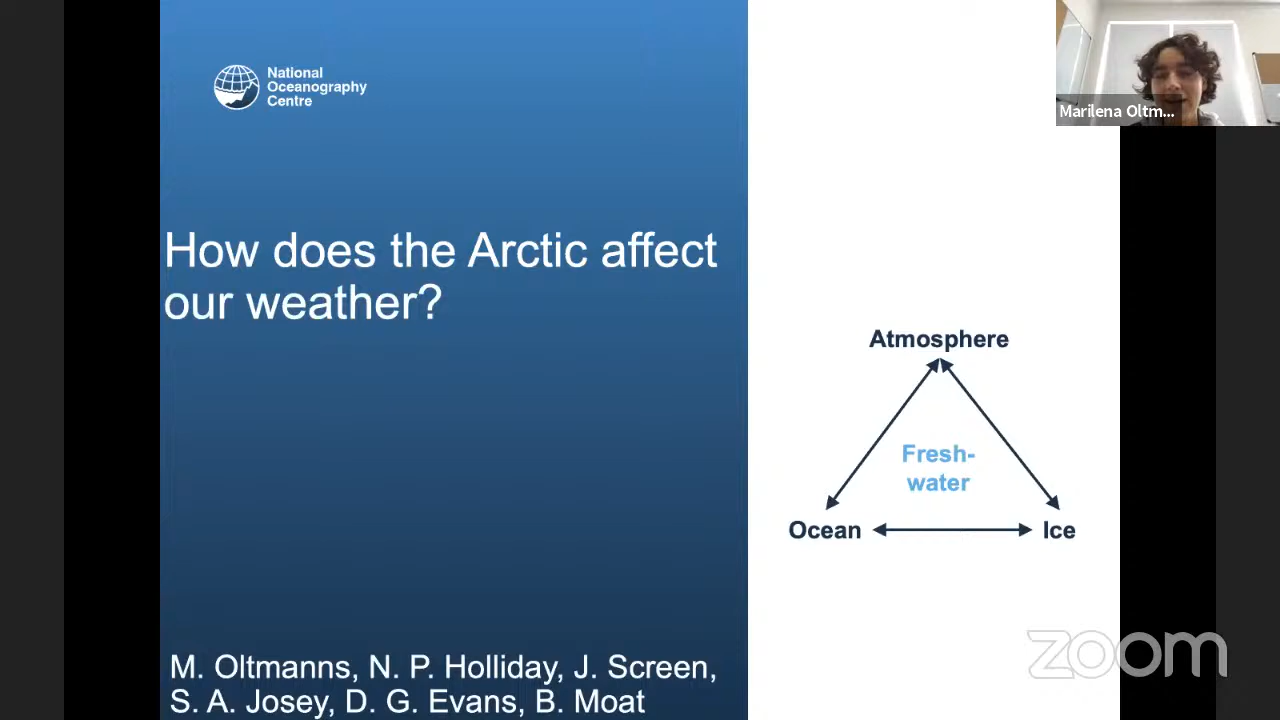 National
Oceanography
Centre
Marilena Oltm...
How does the Arctic affect
our weather?
Atmosphere
Fresh-
water
Ocean
Ice
M. Oltmanns, N. P. Holliday, J. Screen,
S. A. Josey, D. G. Evans, B. Moat
zoom